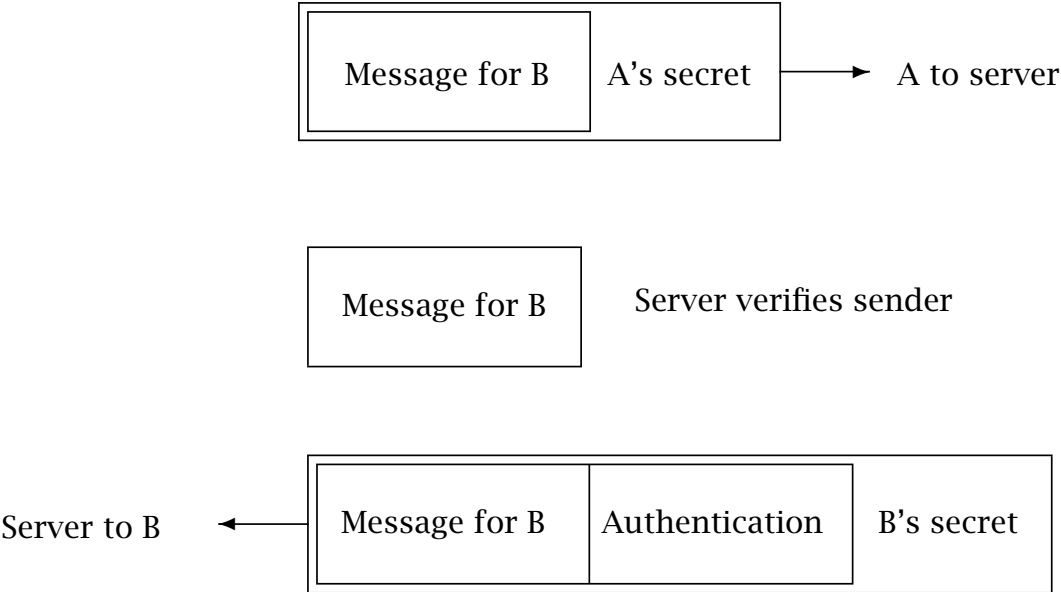 Message for B A's secret A to server
Message for B Server verifies sender
Server to B Message for B Authentication B's secret